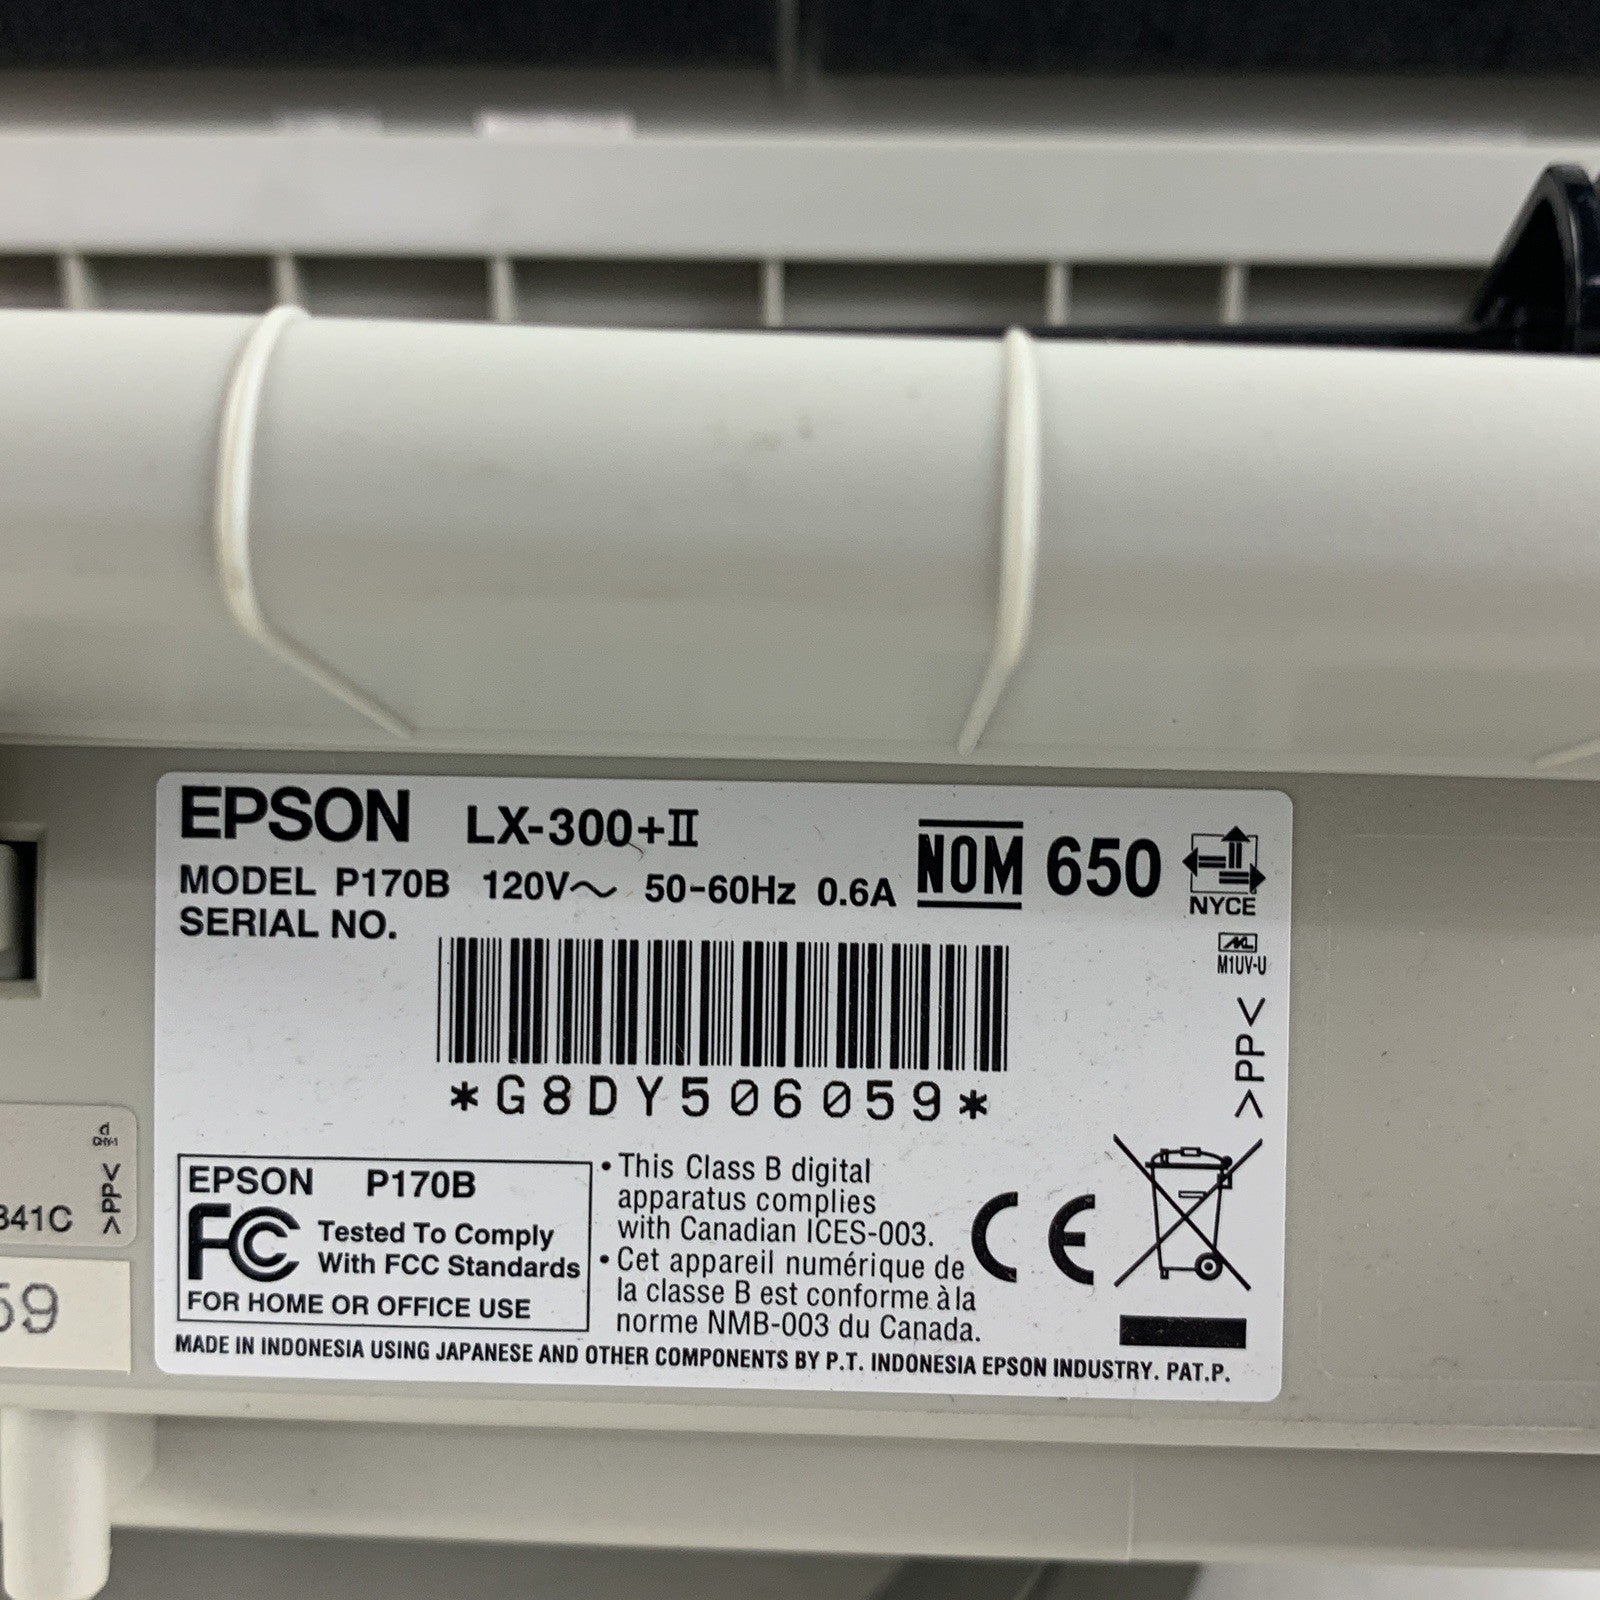 EPSON LX-300+II
MODEL P170B 120V～ 50-60Hz 0.6A
NOM 650
NYCE
SERIAL NO.
M1UV-U
>PP<
*G8DY506059*
EPSON P170B
FC Tested To Comply
With FCC Standards
FOR HOME OR OFFICE USE
• This Class B digital
apparatus complies
with Canadian ICES-003.
• Cet appareil numérique de
la classe B est conforme à la
norme NMB-003 du Canada.
CE
MADE IN INDONESIA USING JAPANESE AND OTHER COMPONENTS BY P.T. INDONESIA EPSON INDUSTRY. PAT.P.
>PP<
341C
59